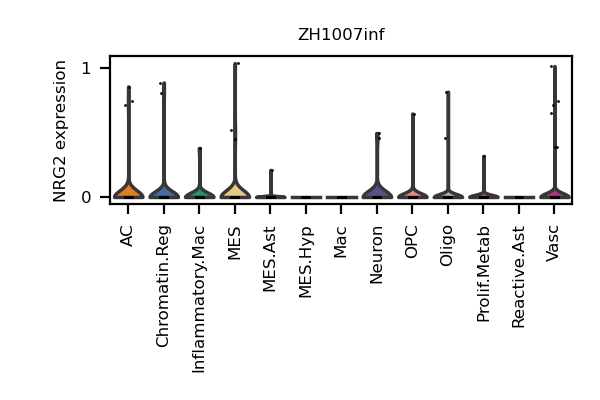 ZH1007inf
NRG2 expression
1
0
AC
Chromatin.Reg
Inflammatory.Mac
MES
MES.Ast
MES.Hyp
Mac
Neuron
OPC
Oligo
Prolif.Metab
Reactive.Ast
Vasc